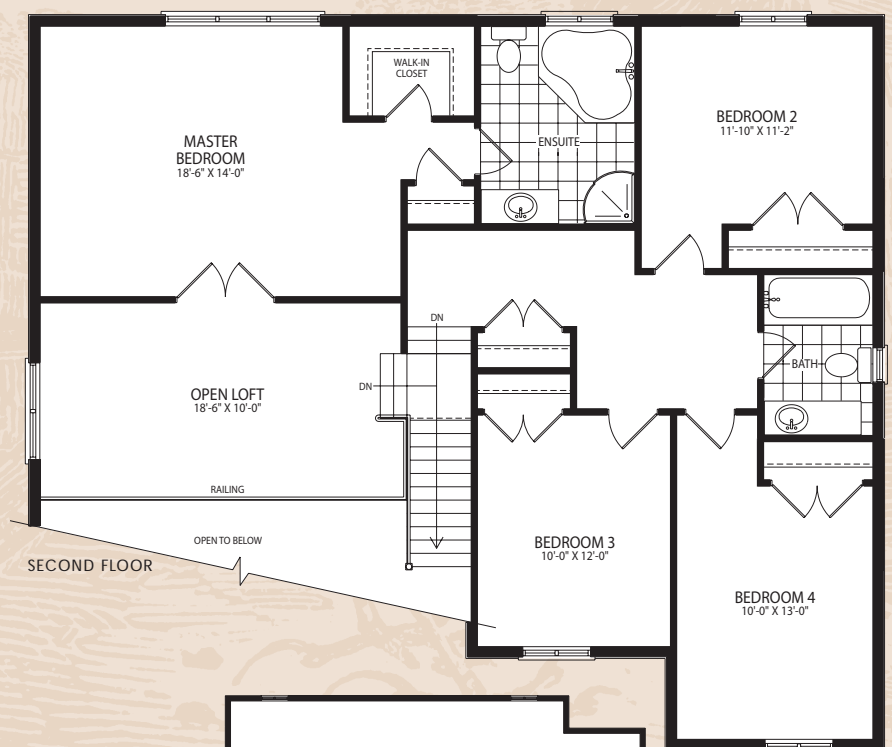 WALK-IN
CLOSET
MASTER
BEDROOM
18'-6" X 14'-0"
ENSUITE
BEDROOM 2
11'-10" X 11'-2"
DN
DN
BATH
OPEN LOFT
18'-6" X 10'-0"
RAILING
OPEN TO BELOW
SECOND FLOOR
BEDROOM 3
10'-0" X 12'-0"
BEDROOM 4
10'-0" X 13'-0"